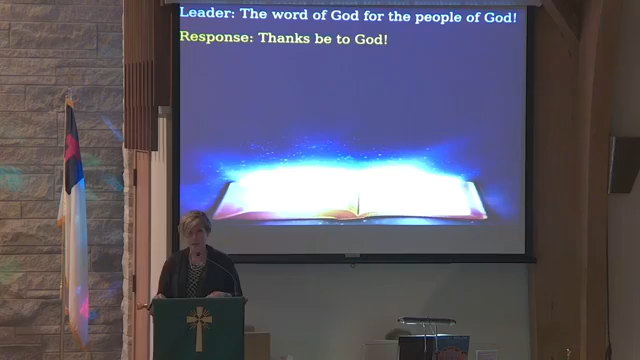 Leader: The word of God for the people of God!
Response: Thanks be to God!